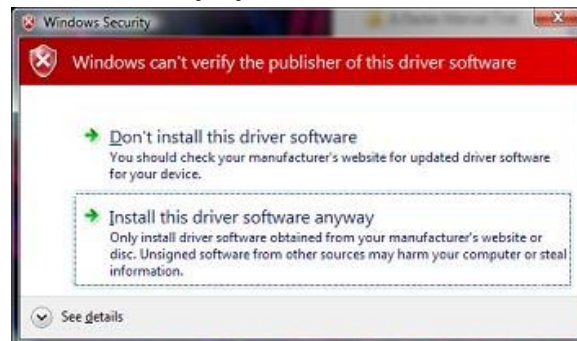 Windows Security
Windows can't verify the publisher of this driver software
Don't install this driver software
You should check your manufacturer's website for updated driver software
for your device.
Install this driver software anyway
Only install driver software obtained from your manufacturer's website or
disc. Unsigned software from other sources may harm your computer or steal
information.
See details